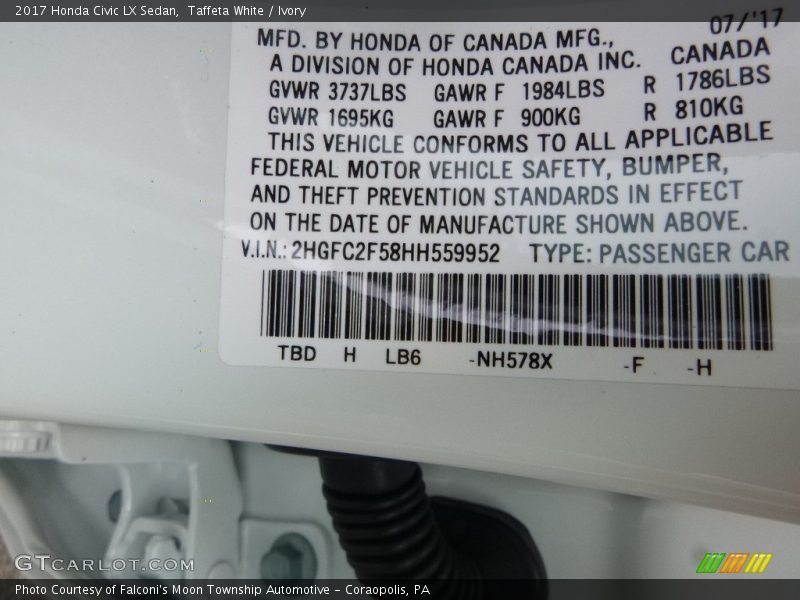 2017 Honda Civic LX Sedan, Taffeta White / Ivory
07/'17
MFD. BY HONDA OF CANADA MFG., CANADA
A DIVISION OF HONDA CANADA INC.
GVWR 3737LBS GAWR F 1984LBS R 1786LBS
GVWR 1695KG GAWR F 900KG R 810KG
THIS VEHICLE CONFORMS TO ALL APPLICABLE
FEDERAL MOTOR VEHICLE SAFETY, BUMPER,
AND THEFT PREVENTION STANDARDS IN EFFECT
ON THE DATE OF MANUFACTURE SHOWN ABOVE.
V.I.N.: 2HGFC2F58HH559952 TYPE: PASSENGER CAR
TBD H LB6 -NH578X -F -H
GTCARLOT.COM
Photo Courtesy of Falconi's Moon Township Automotive - Coraopolis, PA